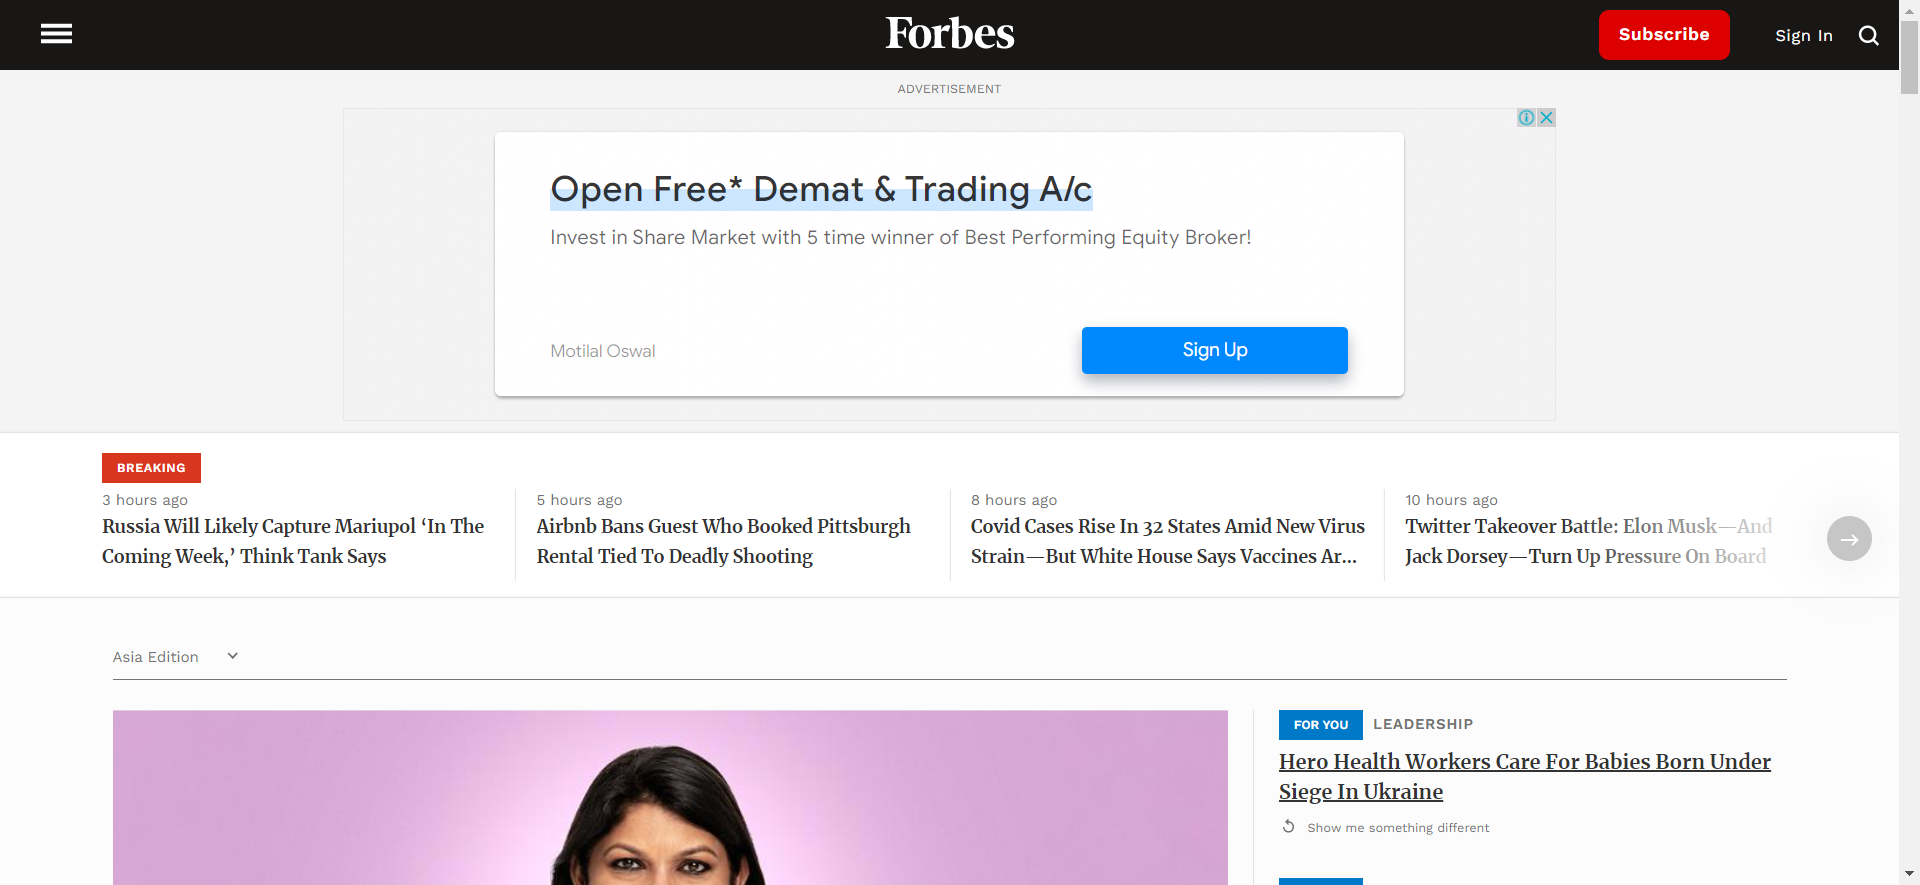 Forbes
Subscribe
Sign In
ADVERTISEMENT
Open Free* Demat & Trading A/c
Invest in Share Market with 5 time winner of Best Performing Equity Broker!
Motilal Oswal
Sign Up
BREAKING
3 hours ago
Russia Will Likely Capture Mariupol ‘In The
Coming Week,’ Think Tank Says
5 hours ago
Airbnb Bans Guest Who Booked Pittsburgh
Rental Tied To Deadly Shooting
8 hours ago
Covid Cases Rise In 32 States Amid New Virus
Strain—But White House Says Vaccines Ar...
10 hours ago
Twitter Takeover Battle: Elon Musk—And
Jack Dorsey—Turn Up Pressure On Board
Asia Edition
FOR YOU LEADERSHIP
Hero Health Workers Care For Babies Born Under
Siege In Ukraine
Show me something different